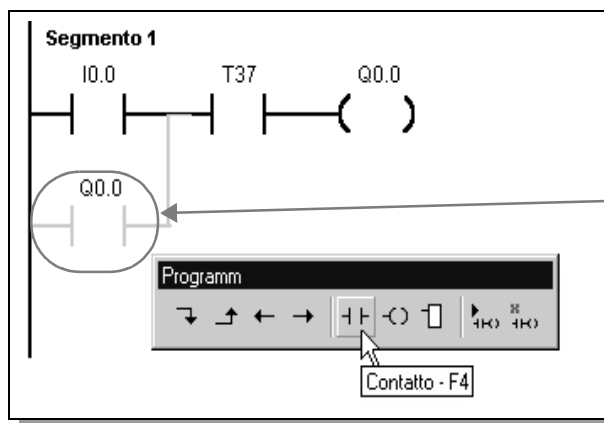 Segmento 1
I0.0 T37 Q0.0
Q0.0
Programm
Contatto - F4